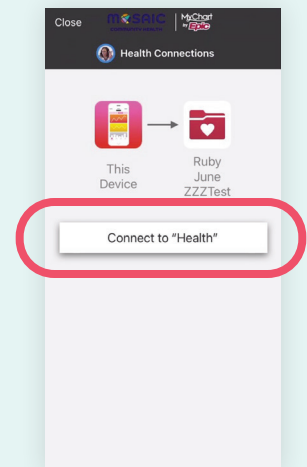 Close
MOSAIC
COMMUNITY HEALTH
MyChart
by Epic
Health Connections
This
Device
Ruby
June
ZZZTest
Connect to “Health”